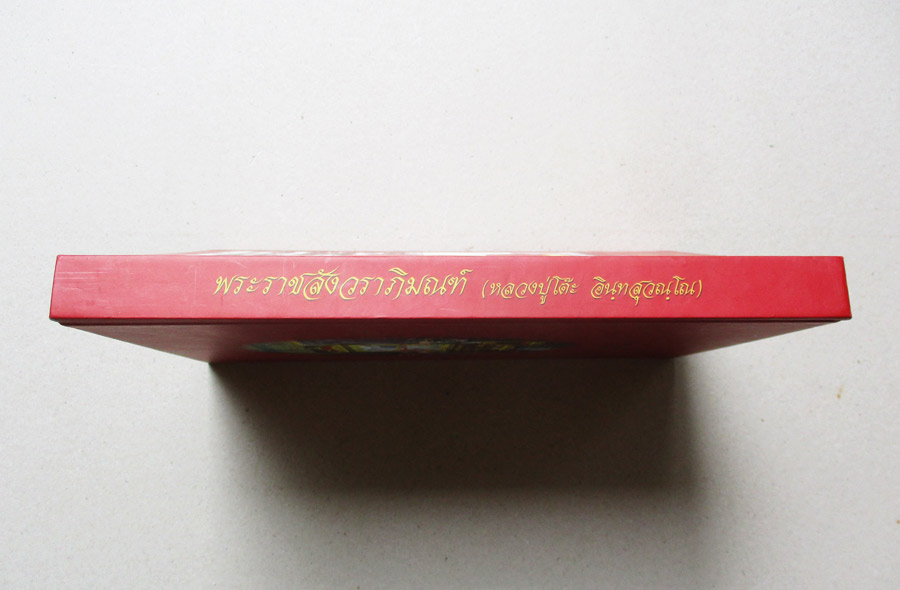 พระราชสังวราภิมณฑ์ (หลวงปู่โต๊ะ อินฺทสุวณฺโณ)